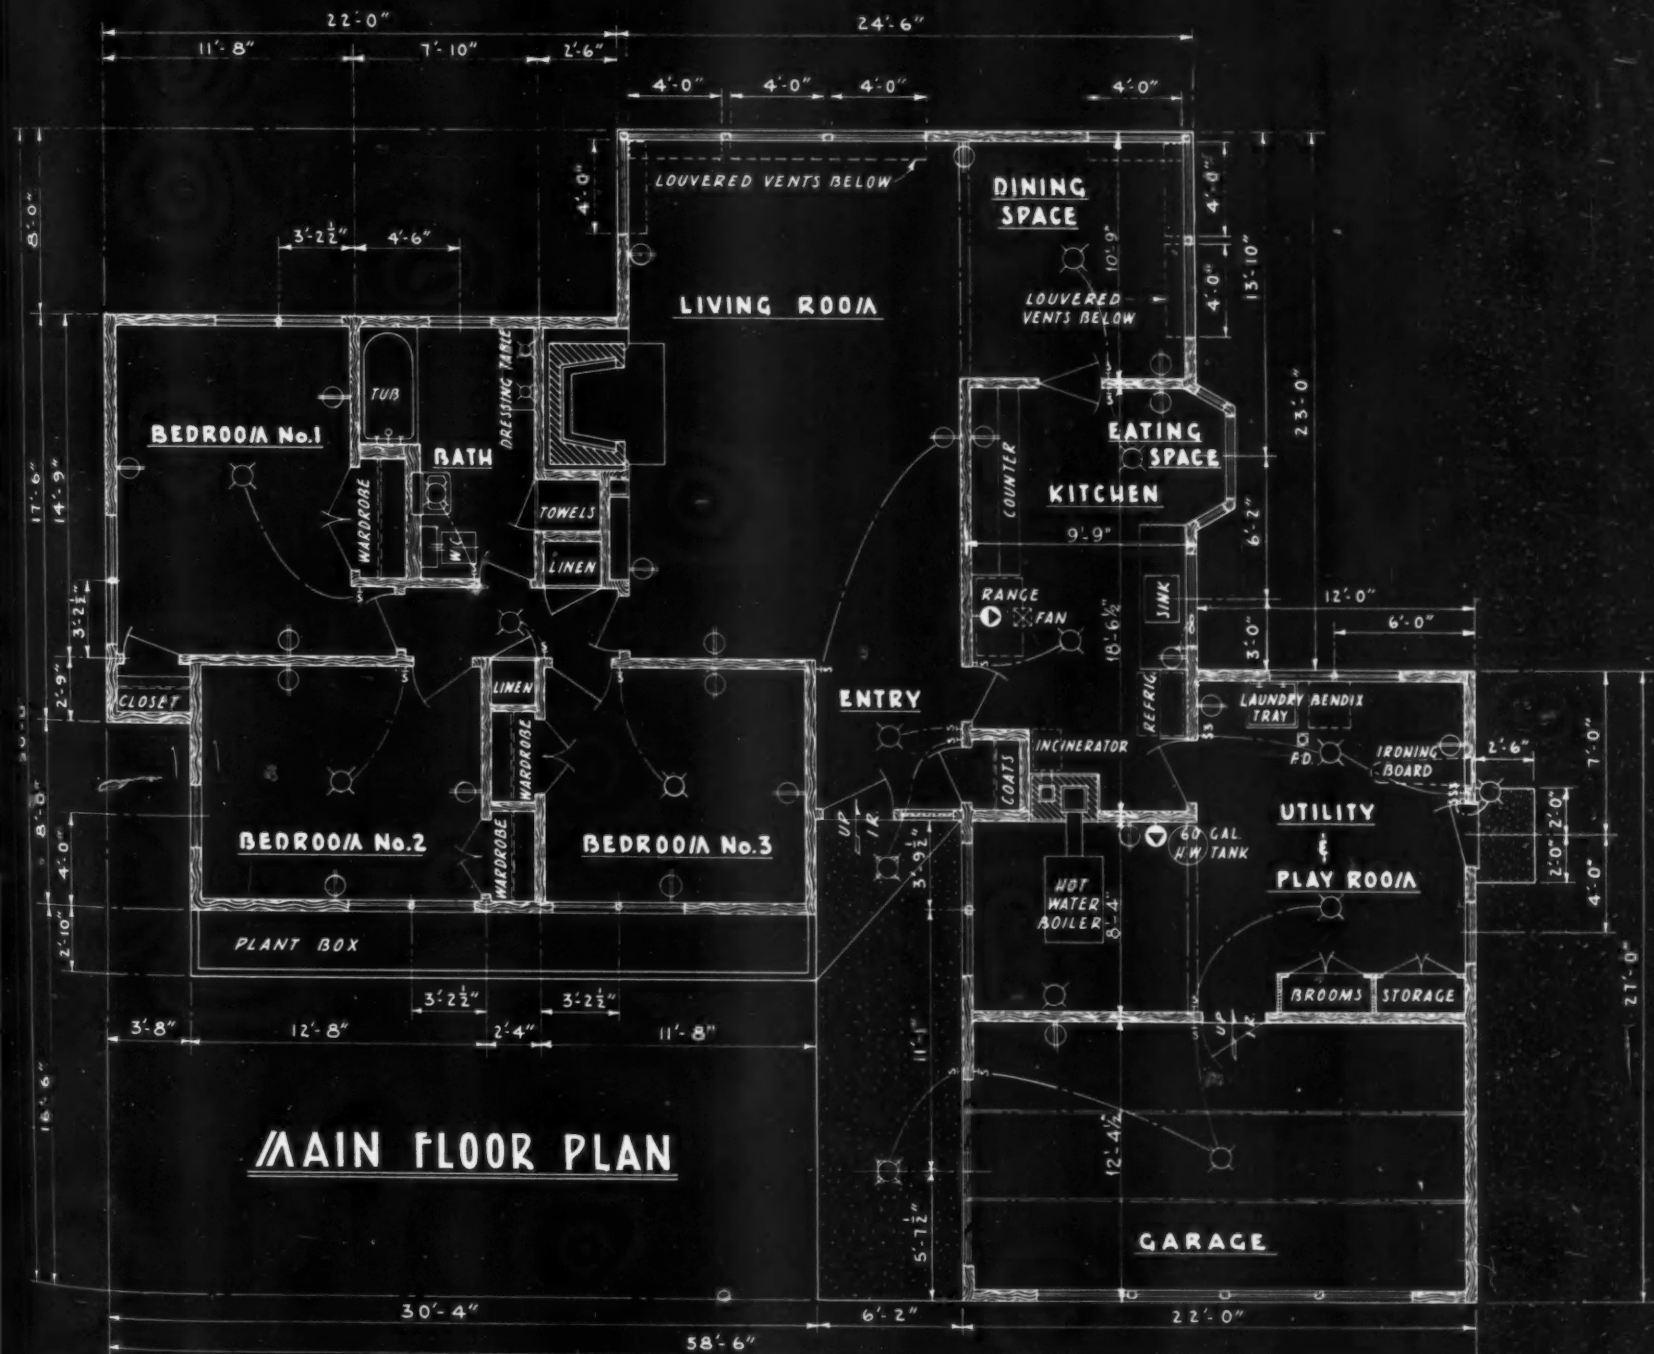 22'-0"
24'-6"
11'-8"
7'-10"
2'-6"
4'-0"
4'-0"
4'-0"
4'-0"
8'-0"
4'-0"
LOUVERED VENTS BELOW
DINING
SPACE
4'-0"
3'-2½"
4'-6"
10'-9"
13'-10"
LIVING ROOM
LOUVERED
VENTS BELOW
4'-0"
23'-0"
TUB
DRESSING TABLE
BEDROOM No.1
BATH
EATING
SPACE
KITCHEN
COUNTER
17'-6"
14'-9"
WARDROBE
TOWELS
W.C.
LINEN
9'-9"
6'-2"
RANGE
FAN
SINK
12'-0"
6'-0"
3'-2½"
18'-6½"
3'-0"
2'-9"
CLOSET
LINEN
ENTRY
REFRIG.
LAUNDRY BENDIX
TRAY
WARDROBE
INCINERATOR
F.D.
IRONING
BOARD
2'-6"
7'-0"
COATS
8'-0"
4'-0"
BEDROOM No.2
WARDROBE
BEDROOM No.3
UP
1R.
3'-9½"
60 GAL.
H.W. TANK
UTILITY
&
PLAY ROOM
2'-0"
2'-0"
4'-0"
HOT
WATER
BOILER
8'-4"
2'-10"
PLANT BOX
BROOMS
STORAGE
27'-0"
3'-2½"
3'-2½"
3'-8"
12'-8"
2'-4"
11'-8"
UP
1R.
11'-1"
16'-6"
MAIN FLOOR PLAN
12'-4½"
5'-7½"
GARAGE
30'-4"
6'-2"
22'-0"
58'-6"